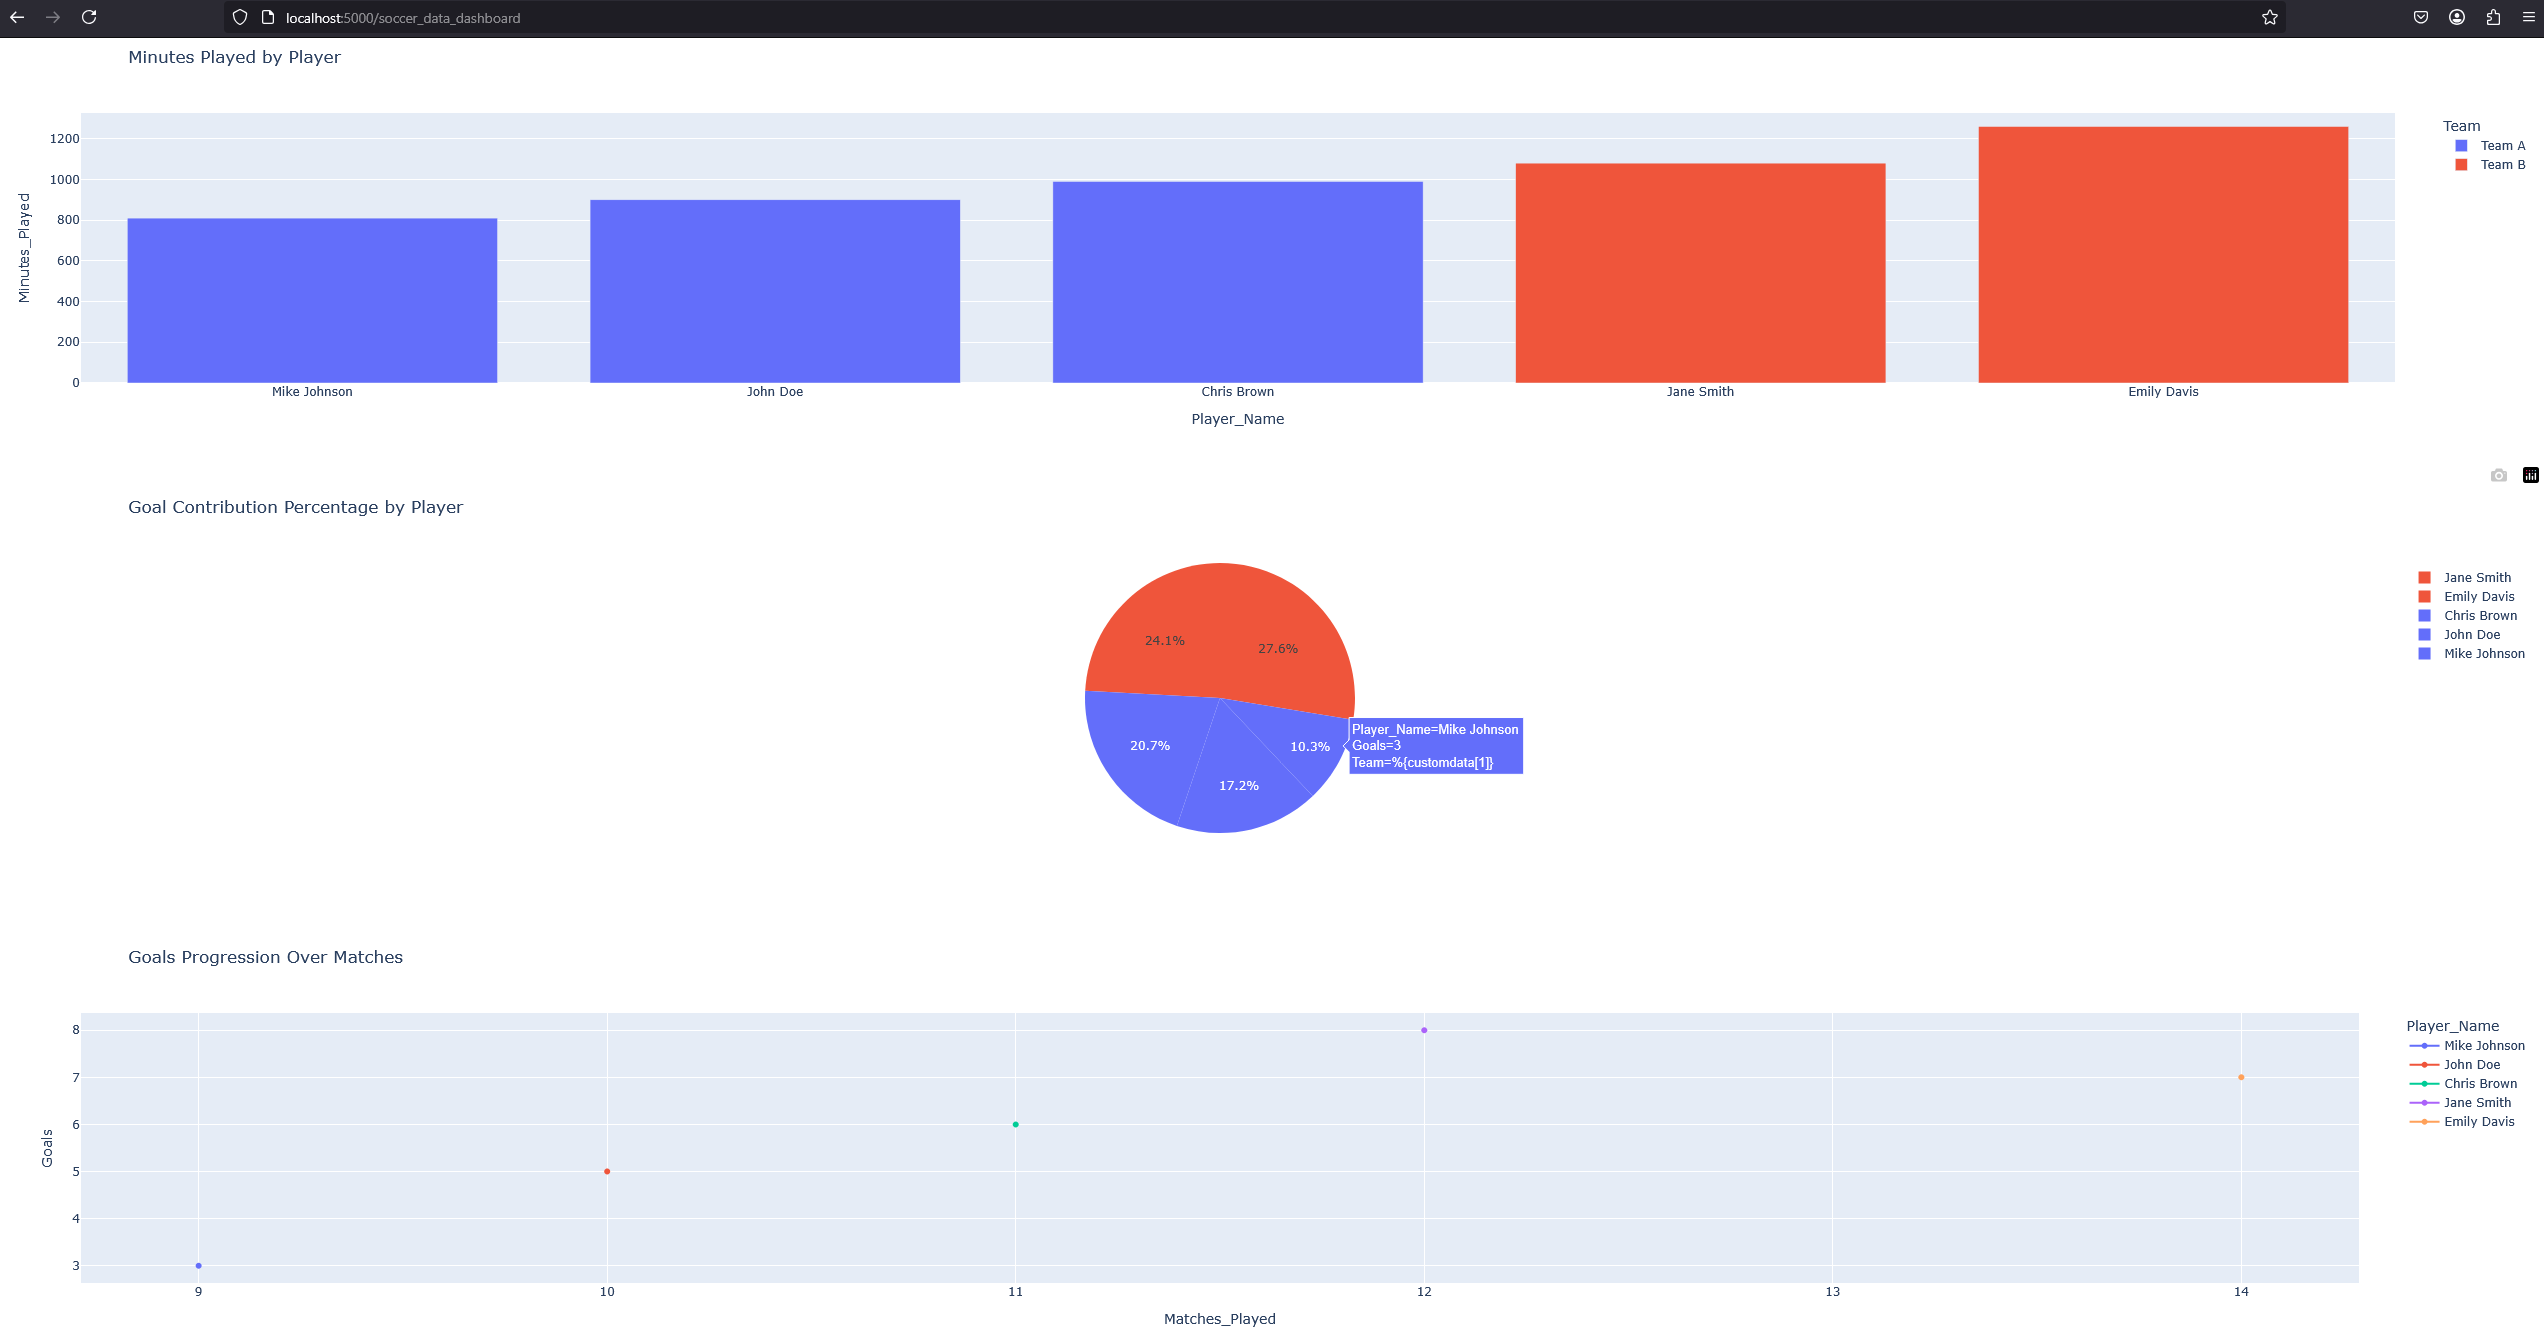 localhost:5000/soccer_data_dashboard
Minutes Played by Player
Minutes_Played
1200
1000
800
600
400
200
0
Mike Johnson
John Doe
Chris Brown
Jane Smith
Emily Davis
Player_Name
Team
Team A
Team B
Goal Contribution Percentage by Player
24.1%
27.6%
20.7%
10.3%
17.2%
Player_Name=Mike Johnson
Goals=3
Team=%{customdata[1]}
Jane Smith
Emily Davis
Chris Brown
John Doe
Mike Johnson
Goals Progression Over Matches
Goals
8
7
6
5
4
3
9
10
11
12
13
14
Matches_Played
Player_Name
Mike Johnson
John Doe
Chris Brown
Jane Smith
Emily Davis